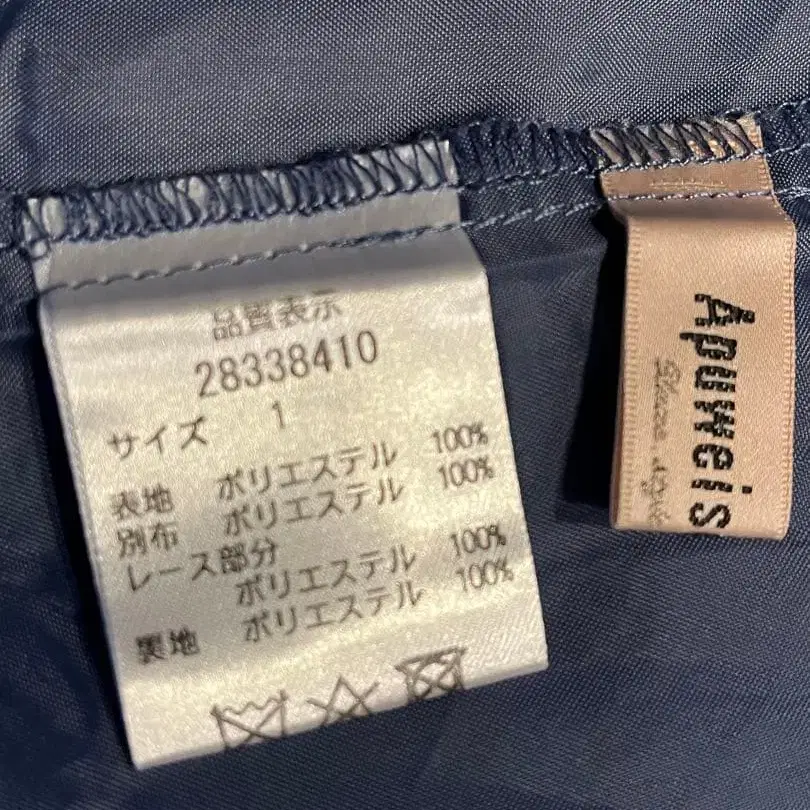 品質表示
28338410
サイズ 1
表地 ポリエステル 100%
別布 ポリエステル 100%
レース部分
ポリエステル 100%
裏地 ポリエステル 100%
Apuweis